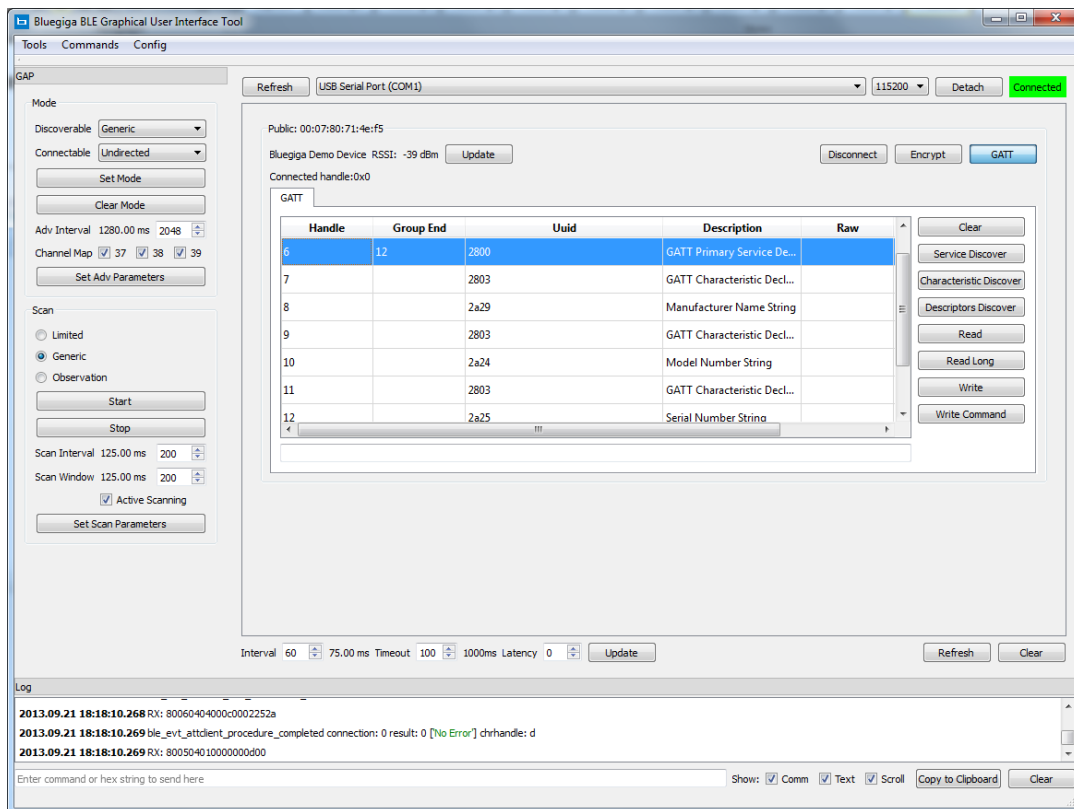 Bluegiga BLE Graphical User Interface Tool
Tools Commands Config
GAP
Mode
Discoverable Generic
Connectable Undirected
Set Mode
Clear Mode
Adv Interval 1280.00 ms 2048
Channel Map 37 38 39
Set Adv Parameters
Scan
Limited
Generic
Observation
Start
Stop
Scan Interval 125.00 ms 200
Scan Window 125.00 ms 200
Active Scanning
Set Scan Parameters
Refresh USB Serial Port (COM1) 115200 Detach Connected
Public: 00:07:80:71:4e:f5
Bluegiga Demo Device RSSI: -39 dBm Update Disconnect Encrypt GATT
Connected handle:0x0
GATT
Handle Group End Uuid Description Raw
6 12 2800 GATT Primary Service De...
7 2803 GATT Characteristic Decl...
8 2a29 Manufacturer Name String
9 2803 GATT Characteristic Decl...
10 2a24 Model Number String
11 2803 GATT Characteristic Decl...
12 2a25 Serial Number String
Clear
Service Discover
Characteristic Discover
Descriptors Discover
Read
Read Long
Write
Write Command
Interval 60 75.00 ms Timeout 100 1000ms Latency 0 Update Refresh Clear
Log
2013.09.21 18:18:10.268 RX: 80060404000c0002252a
2013.09.21 18:18:10.269 ble_evt_attclient_procedure_completed connection: 0 result: 0 ['No Error'] chrhandle: d
2013.09.21 18:18:10.269 RX: 800504010000000d00
Enter command or hex string to send here Show: Comm Text Scroll Copy to Clipboard Clear